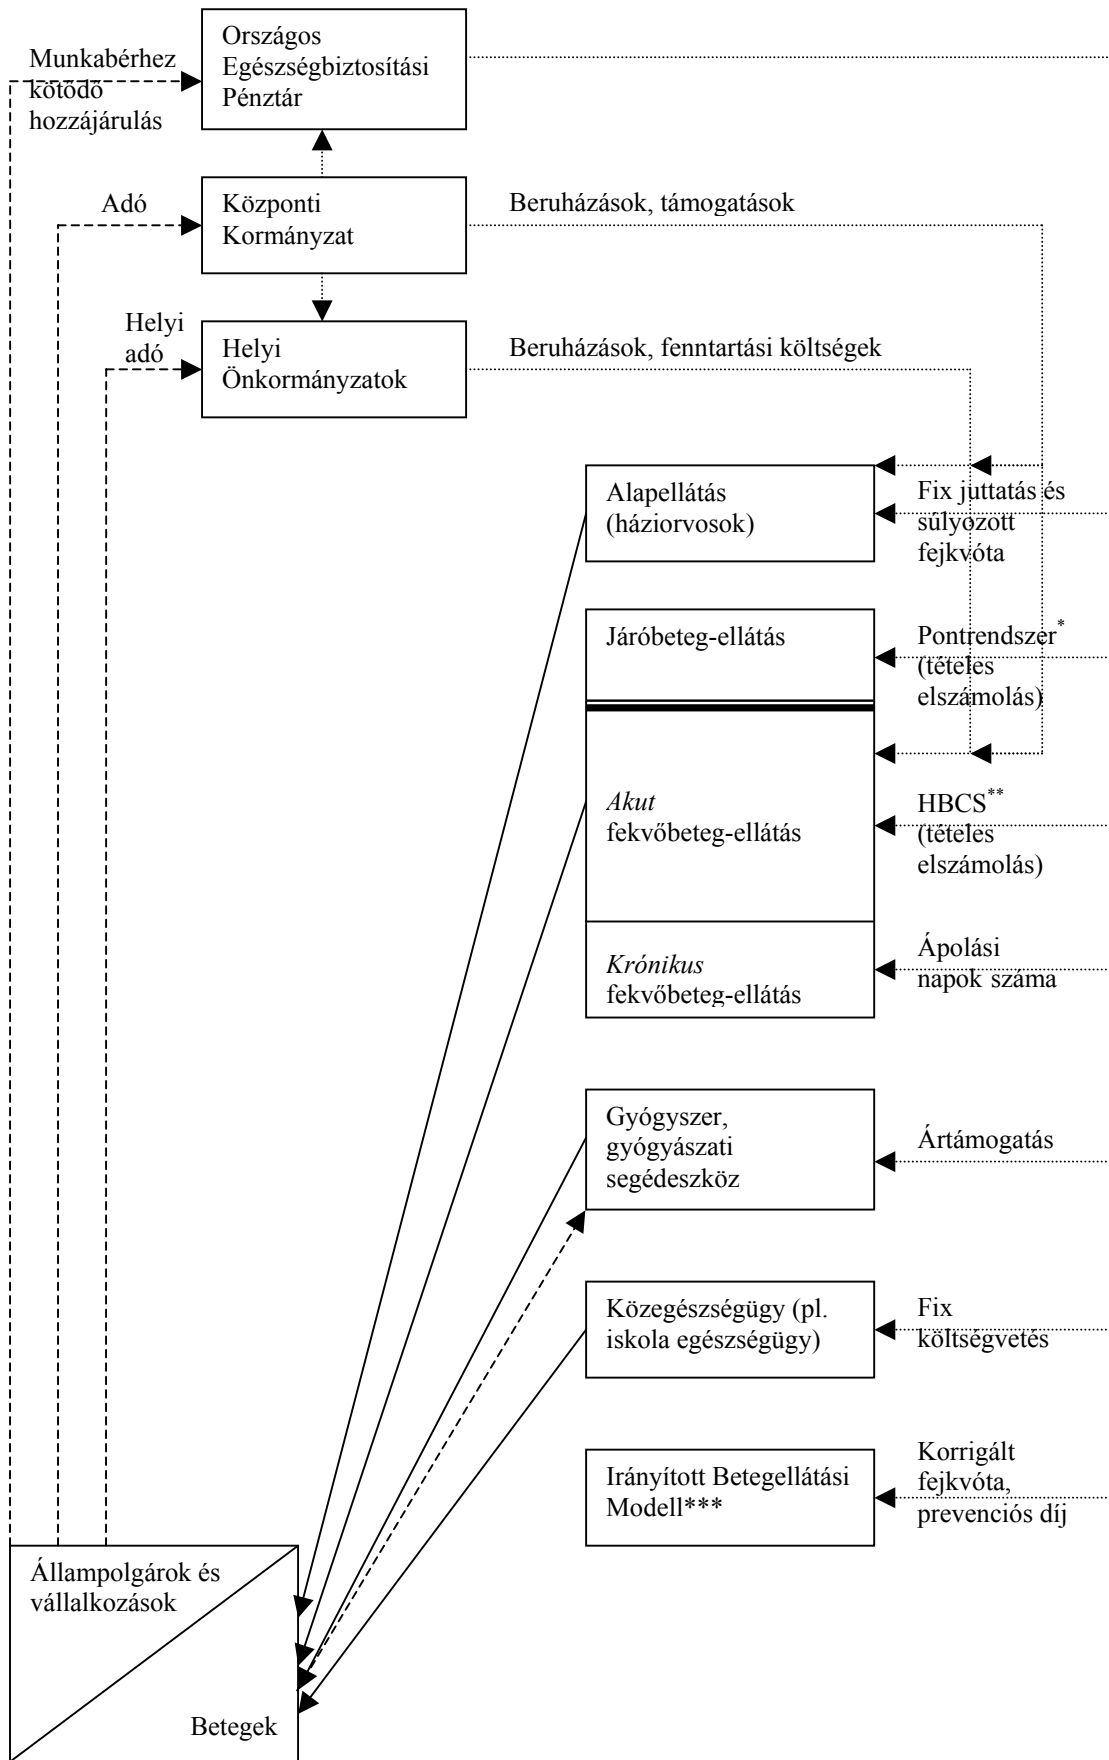 Országos
Egészségbiztosítási
Pénztár
Munkabérhez
kötődő
hozzájárulás
Adó
Központi
Kormányzat
Beruházások, támogatások
Helyi
adó
Helyi
Önkormányzatok
Beruházások, fenntartási költségek
Alapellátás
(háziorvosok)
Fix juttatás és
súlyozott
fejkvóta
Járóbeteg-ellátás
Pontrendszer*
(tételes
elszámolás)
Akut
fekvőbeteg-ellátás
HBCS**
(tételes
elszámolás)
Krónikus
fekvőbeteg-ellátás
Ápolási
napok száma
Gyógyszer,
gyógyászati
segédeszköz
Ártámogatás
Közegészségügy (pl.
iskola egészségügy)
Fix
költségvetés
Irányított Betegellátási
Modell***
Korrigált
fejkvóta,
prevenciós díj
Állampolgárok és
vállalkozások
Betegek